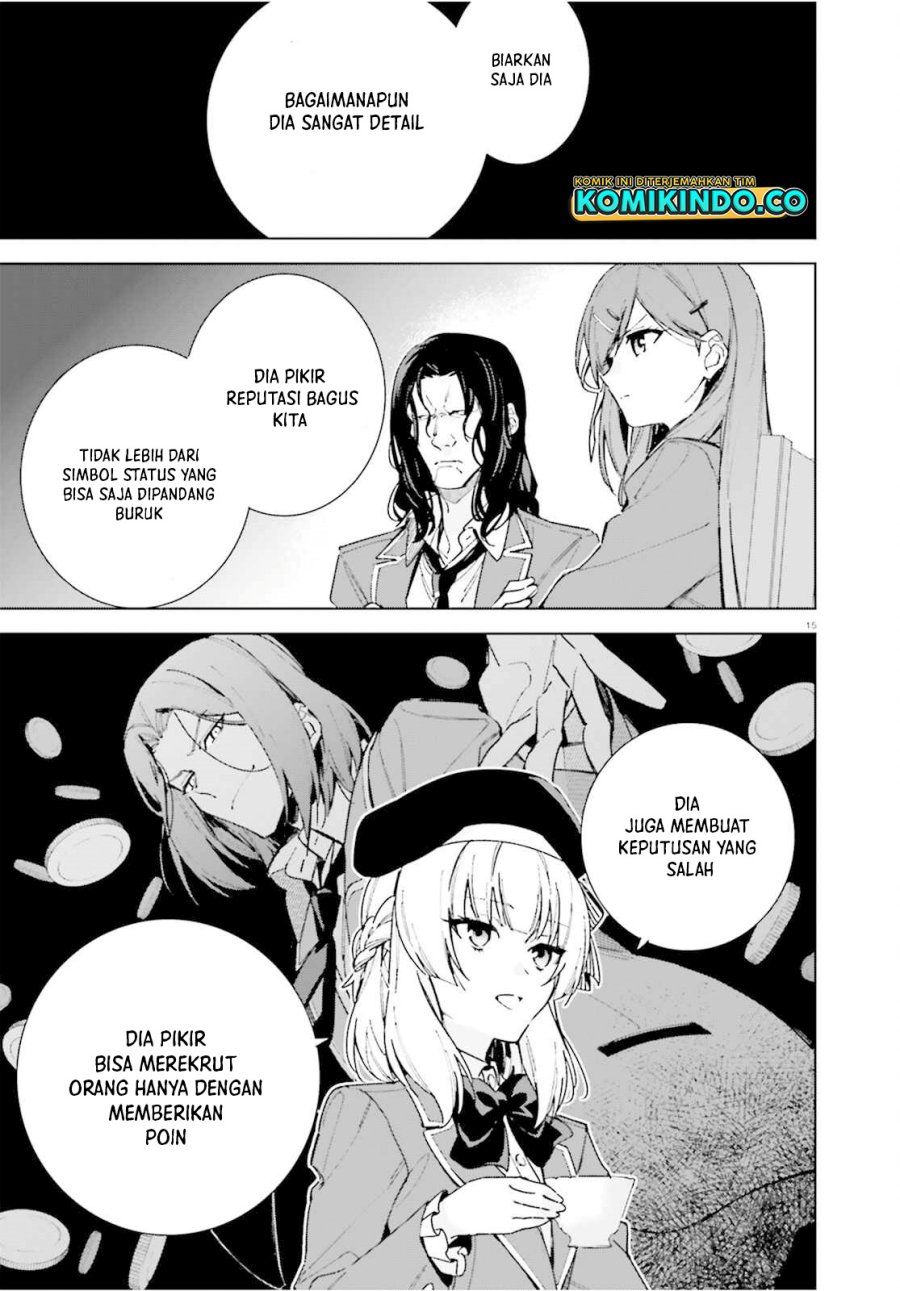 BIARKAN
SAJA DIA
BAGAIMANAPUN
DIA SANGAT DETAIL
KOMIK INI DITERJEMAHKAN TIM
KOMIKINDO.CO
DIA PIKIR
REPUTASI BAGUS
KITA
TIDAK LEBIH DARI
SIMBOL STATUS YANG
BISA SAJA DIPANDANG
BURUK
15
DIA
JUGA MEMBUAT
KEPUTUSAN YANG
SALAH
DIA PIKIR
BISA MEREKRUT
ORANG HANYA DENGAN
MEMBERIKAN
POIN